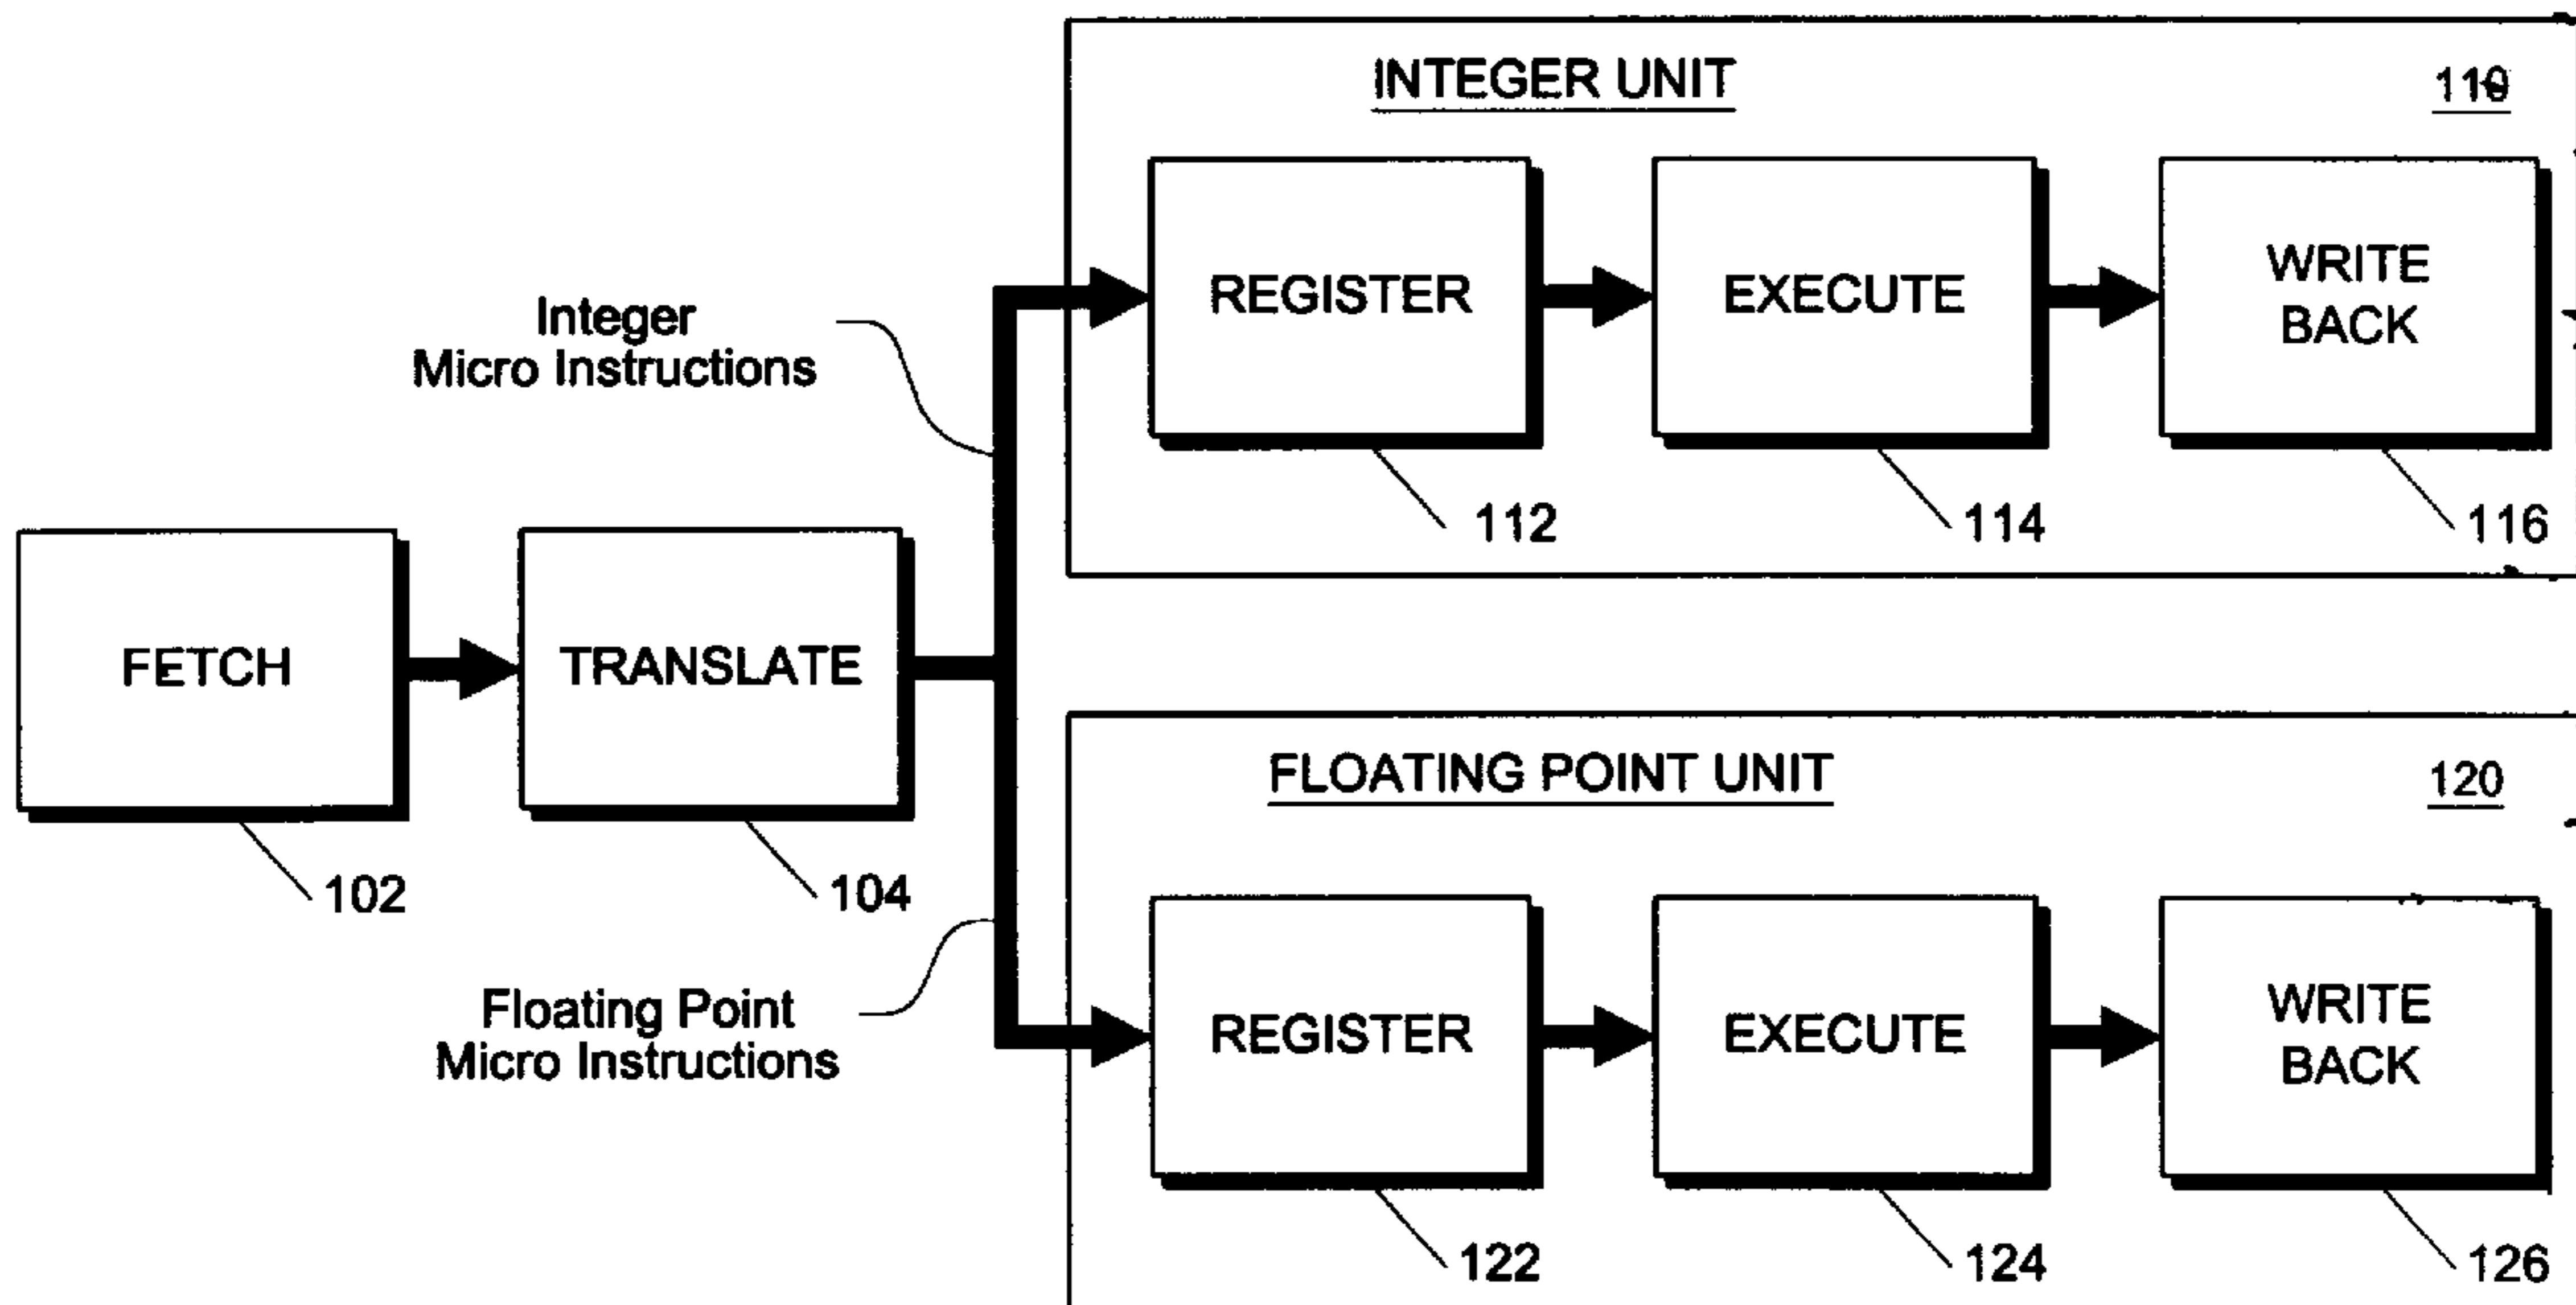 INTEGER UNIT
110
REGISTER
EXECUTE
WRITE
BACK
Integer
Micro Instructions
112
114
116
FETCH
TRANSLATE
102
104
FLOATING POINT UNIT
120
Floating Point
Micro Instructions
REGISTER
EXECUTE
WRITE
BACK
122
124
126